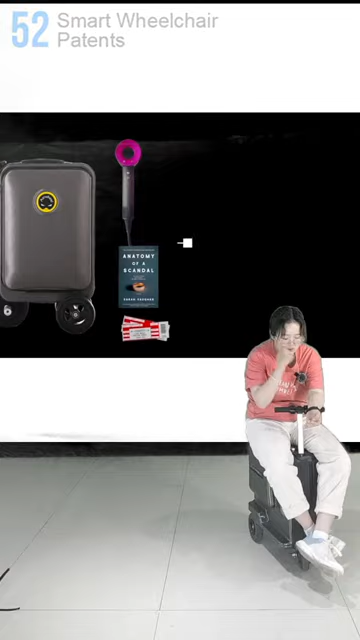 52 Smart Wheelchair
Patents
ANATOMY
OF A
SCANDAL
SARAH VAUGHAN